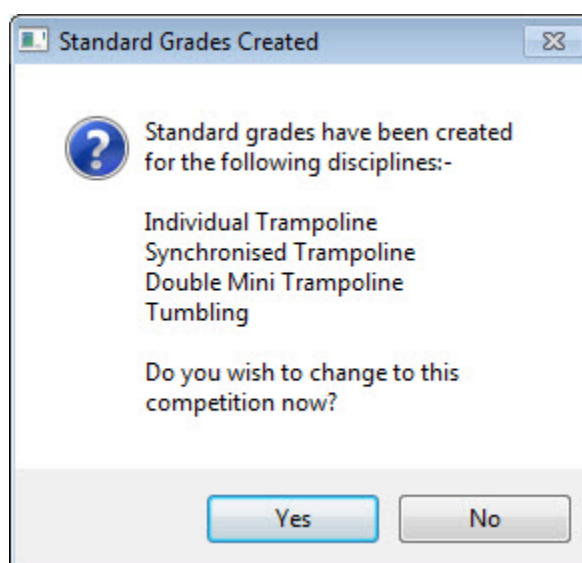 Standard Grades Created
Standard grades have been created
for the following disciplines:-
Individual Trampoline
Synchronised Trampoline
Double Mini Trampoline
Tumbling
Do you wish to change to this
competition now?
Yes
No